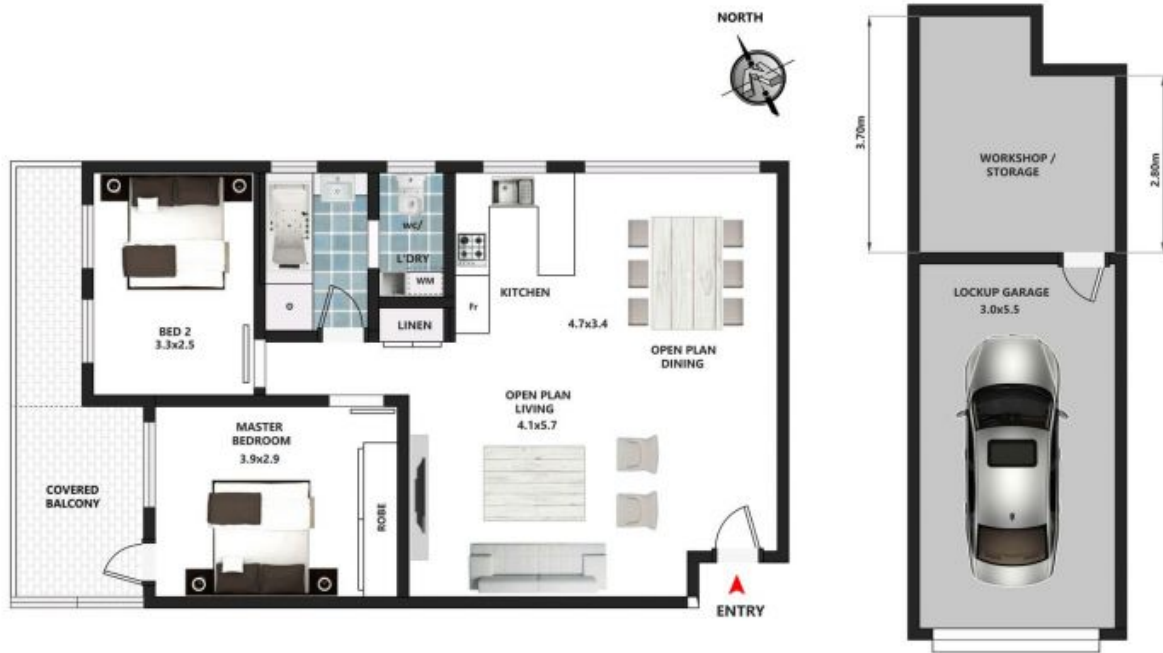 NORTH
BED 2
3.3x2.5
WC/
L'DRY
WM
LINEN
Fr
KITCHEN
4.7x3.4
OPEN PLAN
DINING
OPEN PLAN
LIVING
4.1x5.7
MASTER
BEDROOM
3.9x2.9
ROBE
COVERED
BALCONY
ENTRY
3.70m
2.80m
WORKSHOP /
STORAGE
LOCKUP GARAGE
3.0x5.5